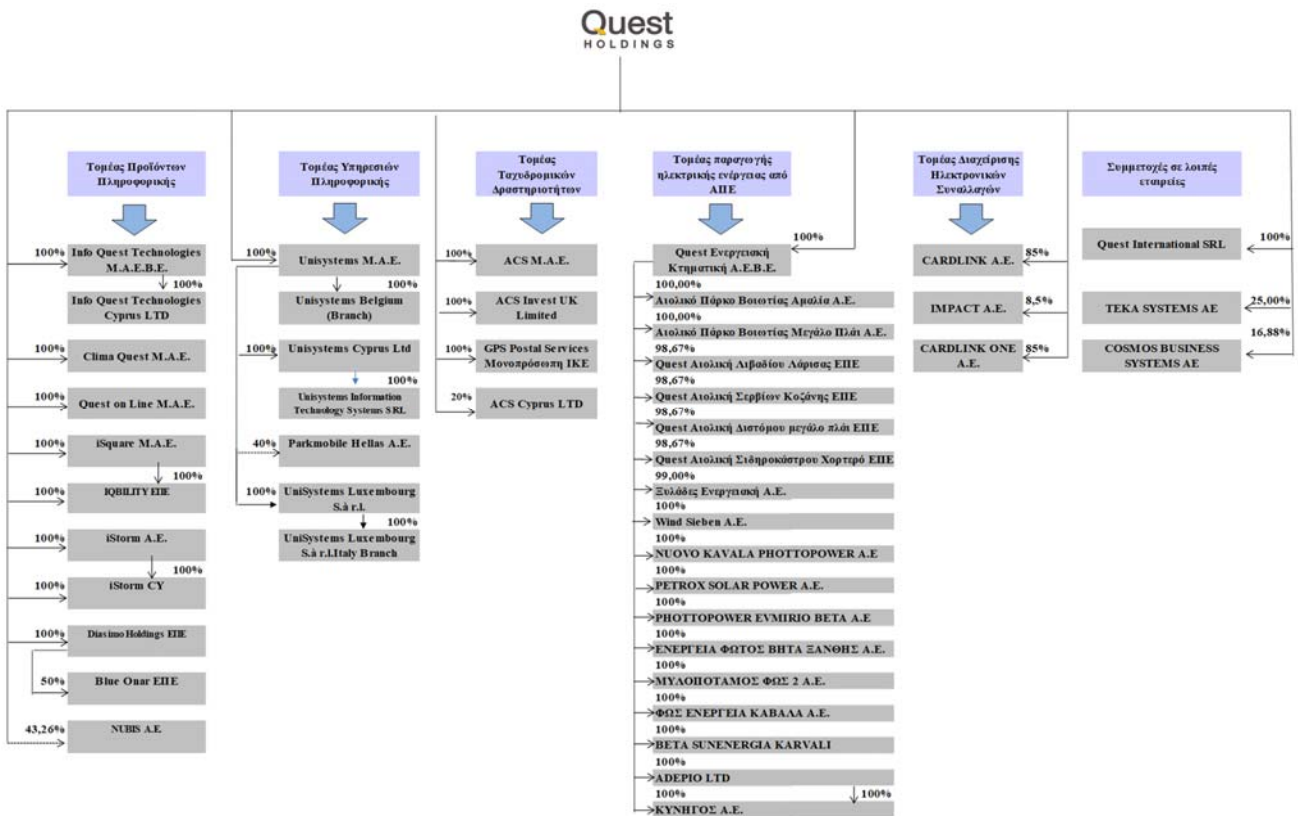 Quest
HOLDINGS
Τομέας Προϊόντων
Πληροφορικής
100%
Info Quest Technologies
Μ.Α.Ε.Β.Ε.
100%
Info Quest Technologies
Cyprus LTD
100%
Clima Quest Μ.Α.Ε.
100%
Quest on Line Μ.Α.Ε.
100%
iSquare Μ.Α.Ε.
100%
100%
IQBILITY ΕΠΕ
100%
iStorm Α.Ε.
100%
100%
iStorm CY
100%
Diasimo Holdings ΕΠΕ
50%
Blue Onar ΕΠΕ
43,26%
NUBIS A.E.
Τομέας Υπηρεσιών
Πληροφορικής
100%
Unisystems Μ.Α.Ε.
100%
Unisystems Belgium
(Branch)
100%
Unisystems Cyprus Ltd
100%
Unisystems Information
Technology Systems SRL
40%
Parkmobile Hellas Α.Ε.
100%
UniSystems Luxembourg
S.à r.l.
100%
UniSystems Luxembourg
S.à r.l.Italy Branch
Τομέας
Ταχυδρομικών
Δραστηριοτήτων
100%
ACS Μ.Α.Ε.
100%
ACS Invest UK
Limited
100%
GPS Postal Services
Μονοπρόσωπη ΙΚΕ
20%
ACS Cyprus LTD
Τομέας παραγωγής
ηλεκτρικής ενέργειας από
ΑΠΕ
100%
Quest Ενεργειακή
Κτηματική Α.Ε.Β.Ε.
100,00%
Αιολικό Πάρκο Βοιωτίας Αμαλία Α.Ε.
100,00%
Αιολικό Πάρκο Βοιωτίας Μεγάλο Πλάι Α.Ε.
98,67%
Quest Αιολική Λιβαδίου Λάρισας ΕΠΕ
98,67%
Quest Αιολική Σερβίων Κοζάνης ΕΠΕ
98,67%
Quest Αιολική Διστόμου μεγάλο πλάι ΕΠΕ
98,67%
Quest Αιολική Σιδηροκάστρου Χορτερό ΕΠΕ
99,00%
Ξυλάδες Ενεργειακή Α.Ε.
100%
Wind Sieben Α.Ε.
100%
NUOVO KAVALA PHOTTOPOWER Α.Ε
100%
PETROX SOLAR POWER Α.Ε.
100%
PHOTTOPOWER EVMIRIO BETA Α.Ε
100%
ΕΝΕΡΓΕΙΑ ΦΩΤΟΣ ΒΗΤΑ ΞΑΝΘΗΣ Α.Ε.
100%
ΜΥΛΟΠΟΤΑΜΟΣ ΦΩΣ 2 Α.Ε.
100%
ΦΩΣ ΕΝΕΡΓΕΙΑ ΚΑΒΑΛΑ Α.Ε.
100%
BETA SUNENERGIA KARVALI
100%
ADEPIO LTD
100%
100%
ΚΥΝΗΓΟΣ Α.Ε.
Τομέας Διαχείρισης
Ηλεκτρονικών
Συναλλαγών
CARDLINK Α.Ε.
85%
IMPACT Α.Ε.
8,5%
CARDLINK ONE
Α.Ε.
85%
Συμμετοχές σε λοιπές
εταιρείες
Quest International SRL
100%
TEKA SYSTEMS AE
25,00%
16,88%
COSMOS BUSINESS
SYSTEMS AE